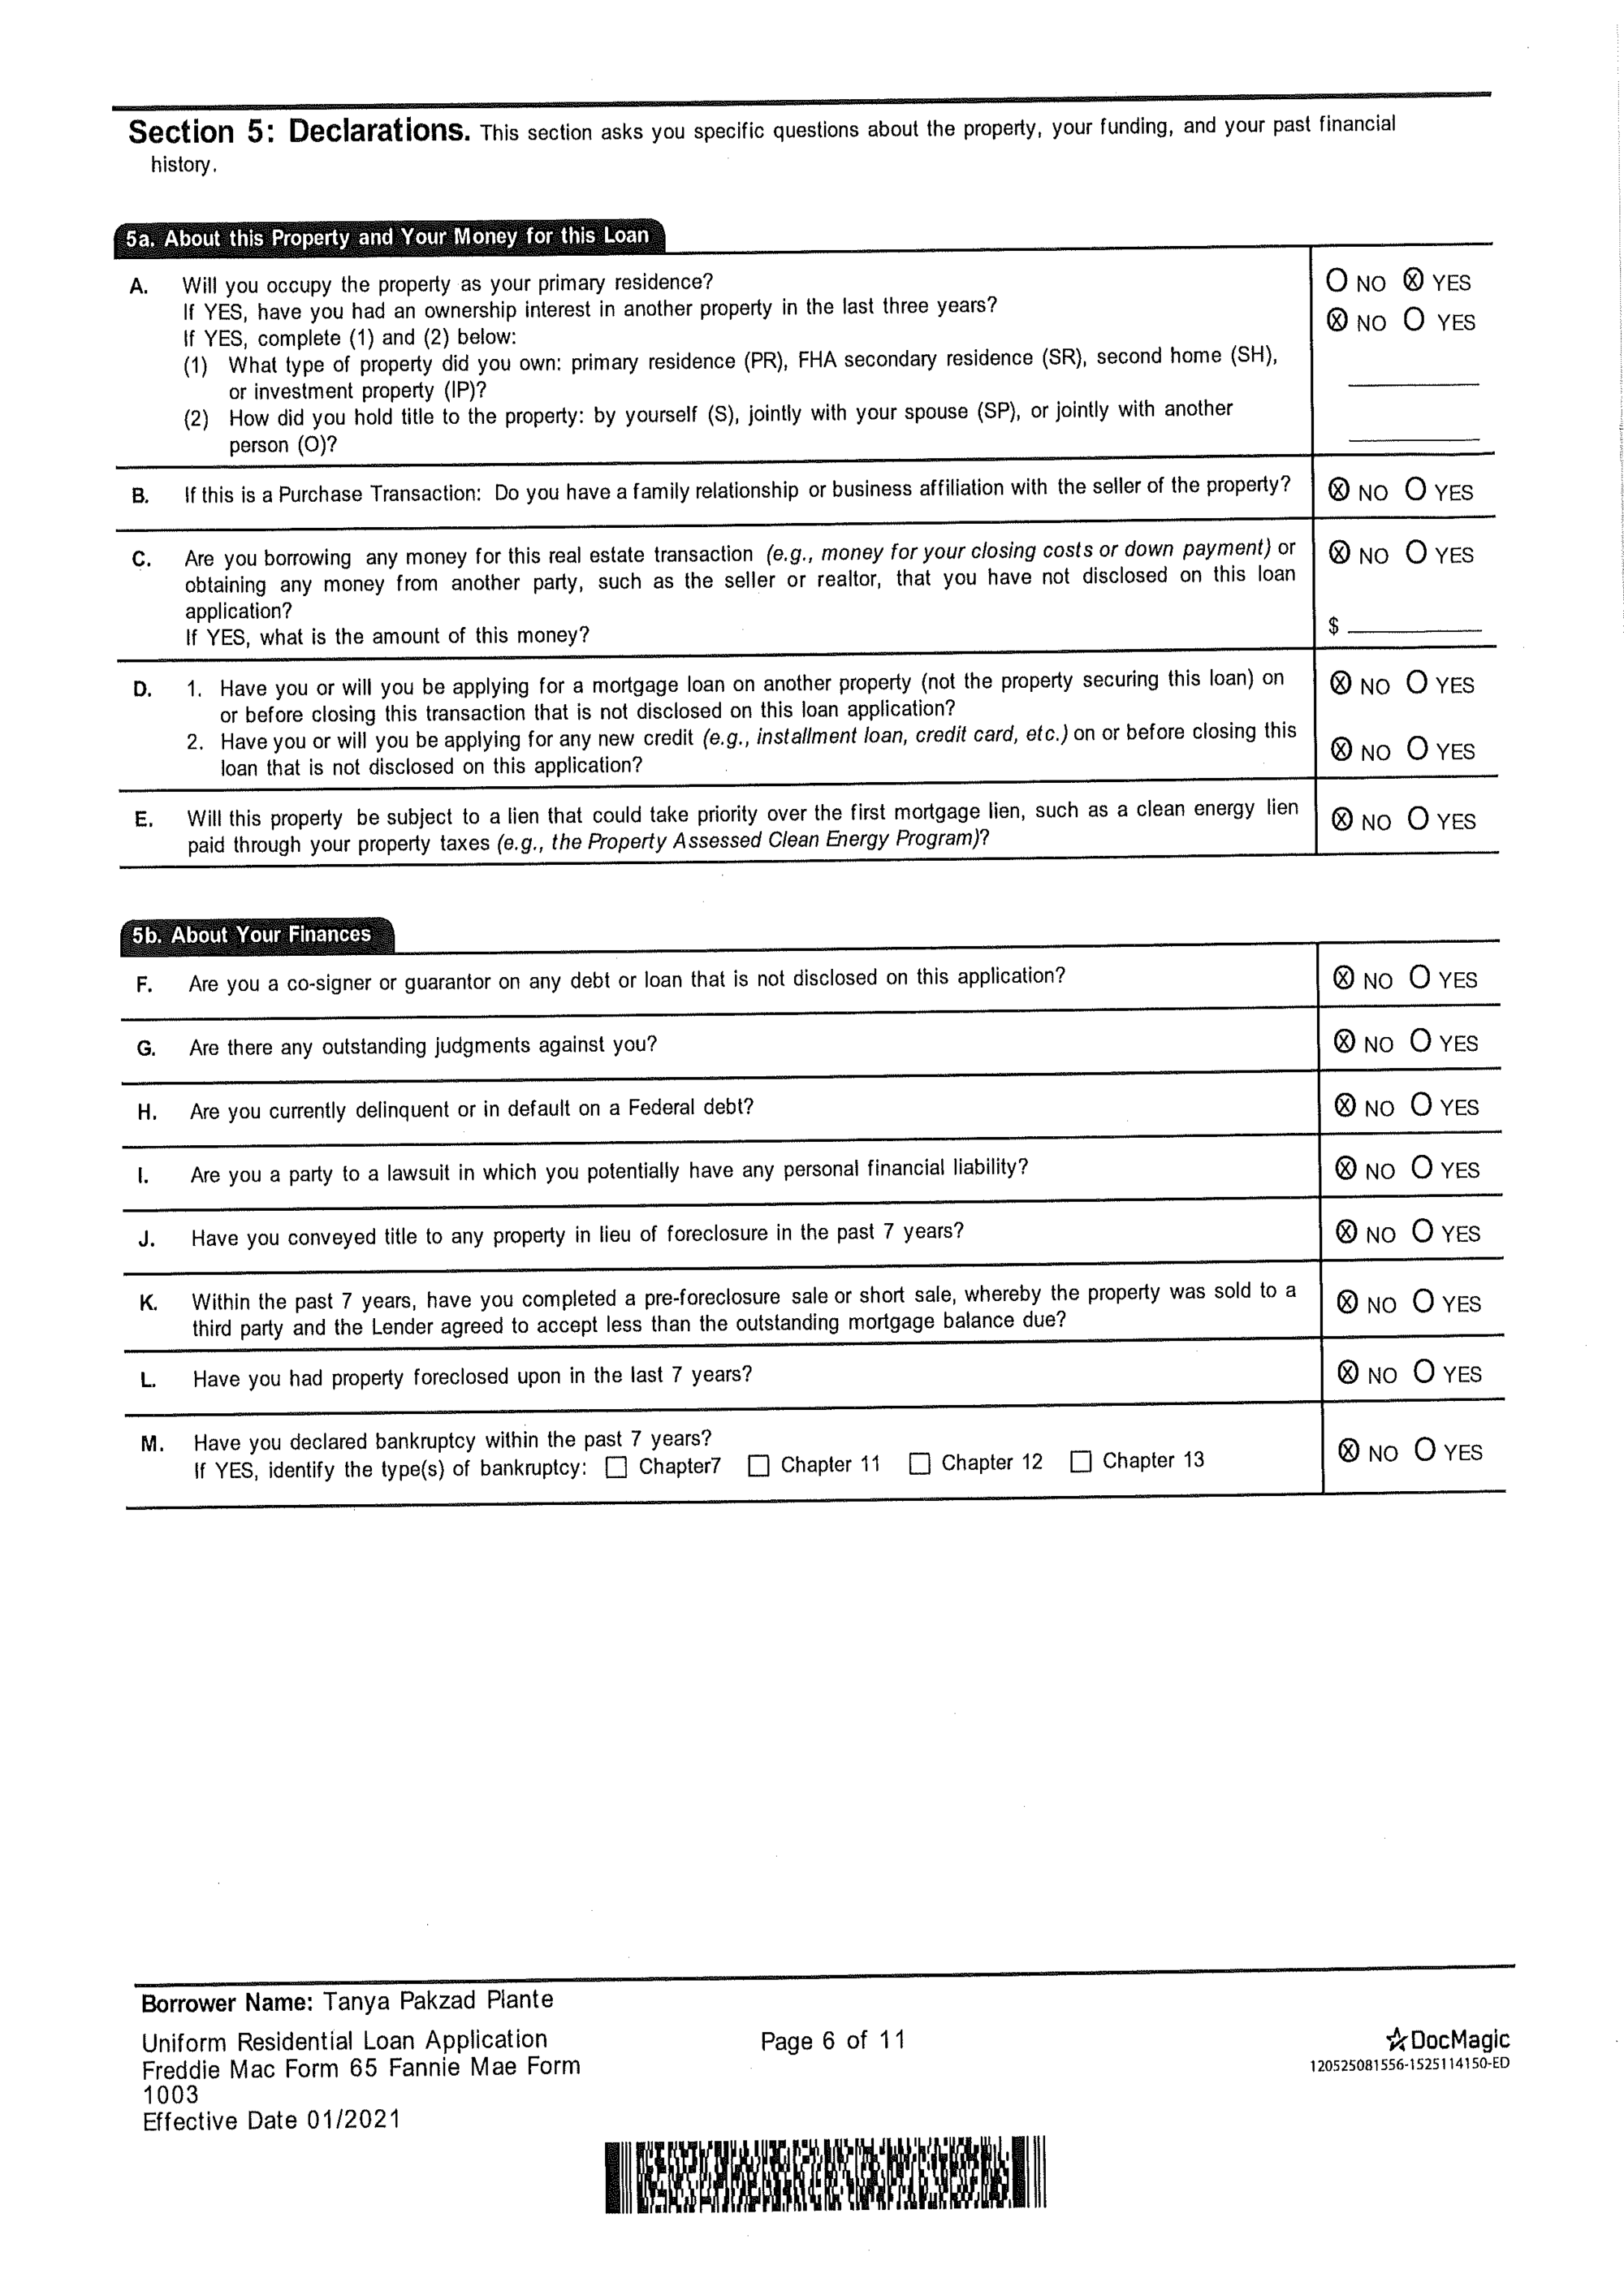 Section 5: Declarations. This section asks you specific questions about the property, your funding, and your past financial
history.
5a. About this Property and Your Money for this Loan
A. Will you occupy the property as your primary residence? O NO ⓧ YES
If YES, have you had an ownership interest in another property in the last three years? ⓧ NO O YES
If YES, complete (1) and (2) below:
(1) What type of property did you own: primary residence (PR), FHA secondary residence (SR), second home (SH),
or investment property (IP)?
(2) How did you hold title to the property: by yourself (S), jointly with your spouse (SP), or jointly with another
person (O)?
B. If this is a Purchase Transaction: Do you have a family relationship or business affiliation with the seller of the property? ⓧ NO O YES
C. Are you borrowing any money for this real estate transaction (e.g., money for your closing costs or down payment) or ⓧ NO O YES
obtaining any money from another party, such as the seller or realtor, that you have not disclosed on this loan
application?
If YES, what is the amount of this money? $
D. 1. Have you or will you be applying for a mortgage loan on another property (not the property securing this loan) on ⓧ NO O YES
or before closing this transaction that is not disclosed on this loan application?
2. Have you or will you be applying for any new credit (e.g., installment loan, credit card, etc.) on or before closing this ⓧ NO O YES
loan that is not disclosed on this application?
E. Will this property be subject to a lien that could take priority over the first mortgage lien, such as a clean energy lien ⓧ NO O YES
paid through your property taxes (e.g., the Property Assessed Clean Energy Program)?
5b. About Your Finances
F. Are you a co-signer or guarantor on any debt or loan that is not disclosed on this application? ⓧ NO O YES
G. Are there any outstanding judgments against you? ⓧ NO O YES
H. Are you currently delinquent or in default on a Federal debt? ⓧ NO O YES
I. Are you a party to a lawsuit in which you potentially have any personal financial liability? ⓧ NO O YES
J. Have you conveyed title to any property in lieu of foreclosure in the past 7 years? ⓧ NO O YES
K. Within the past 7 years, have you completed a pre-foreclosure sale or short sale, whereby the property was sold to a ⓧ NO O YES
third party and the Lender agreed to accept less than the outstanding mortgage balance due?
L. Have you had property foreclosed upon in the last 7 years? ⓧ NO O YES
M. Have you declared bankruptcy within the past 7 years? ⓧ NO O YES
If YES, identify the type(s) of bankruptcy: ☐ Chapter7 ☐ Chapter 11 ☐ Chapter 12 ☐ Chapter 13
Borrower Name: Tanya Pakzad Plante
Uniform Residential Loan Application Page 6 of 11 DocMagic
Freddie Mac Form 65 Fannie Mae Form 120525081556-1525114150-ED
1003
Effective Date 01/2021